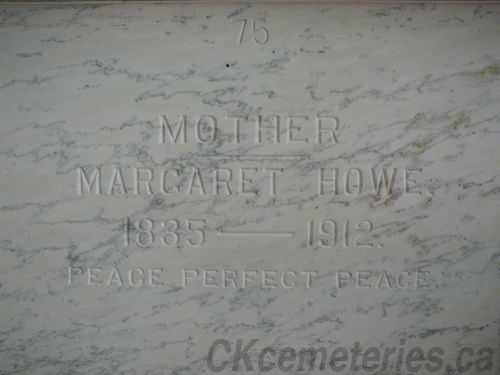 75
MOTHER
MARGARET HOWE
1835 — 1912.
PEACE PERFECT PEACE.
CKcemeteries.ca